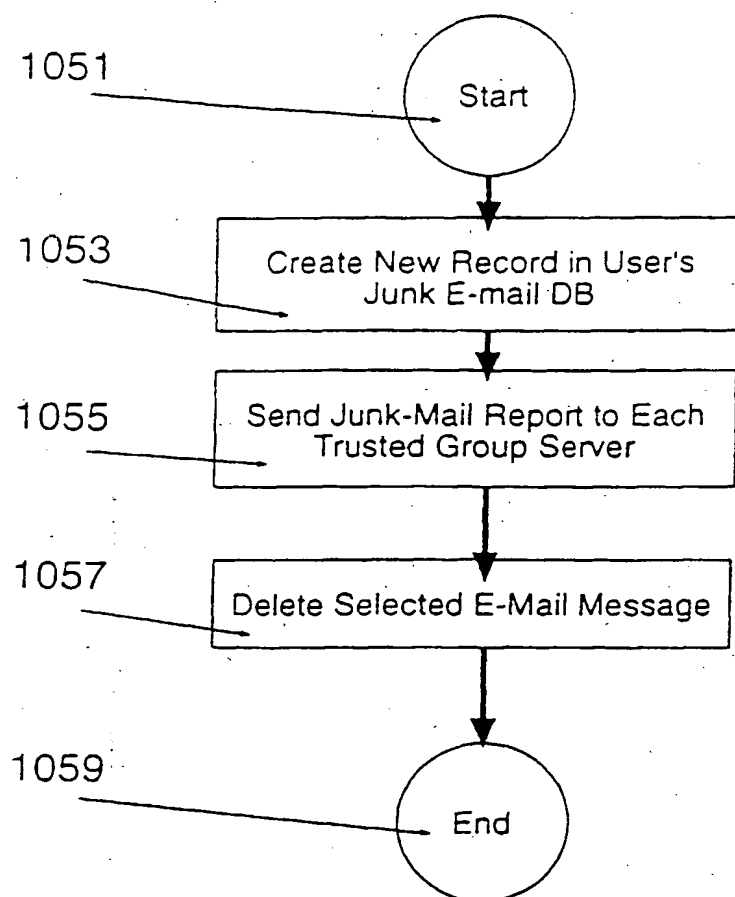 1051
Start
1053
Create New Record in User's
Junk E-mail DB
1055
Send Junk-Mail Report to Each
Trusted Group Server
1057
Delete Selected E-Mail Message
1059
End